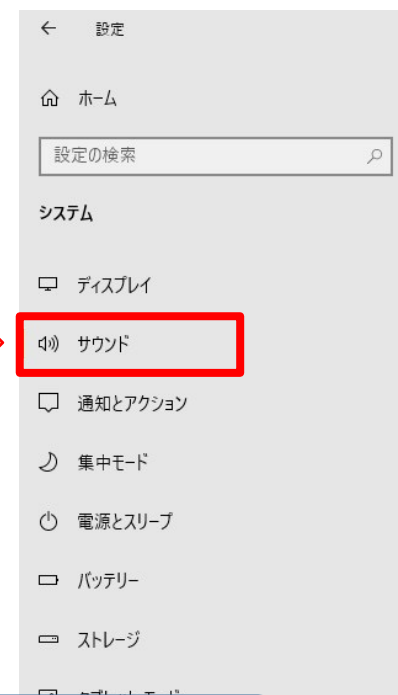 設定
ホーム
設定の検索
システム
ディスプレイ
サウンド
通知とアクション
集中モード
電源とスリープ
バッテリー
ストレージ